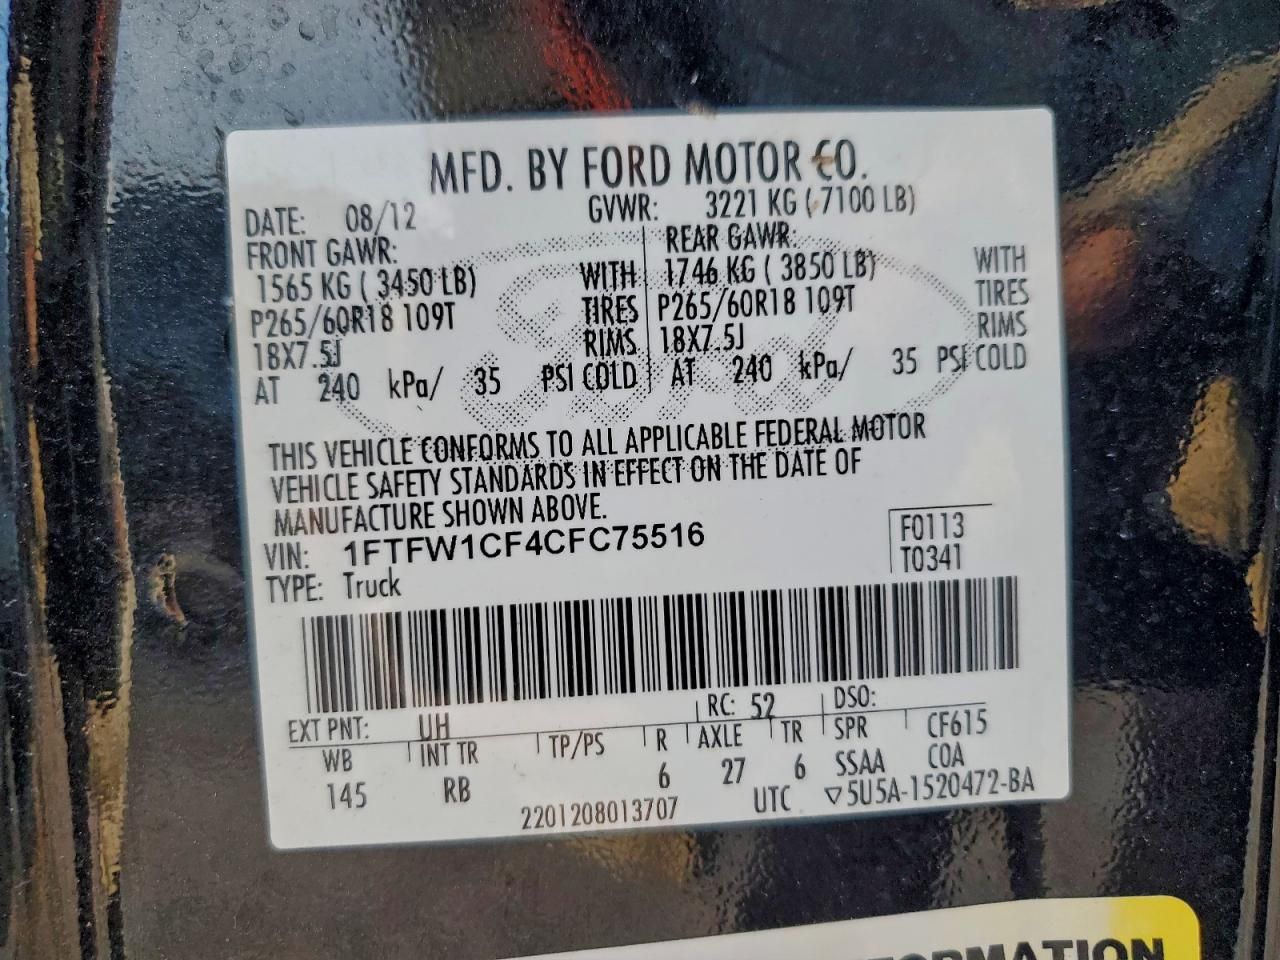 MFD. BY FORD MOTOR CO.
DATE: 08/12 GVWR: 3221 KG ( 7100 LB)
FRONT GAWR: REAR GAWR:
1565 KG ( 3450 LB) WITH 1746 KG ( 3850 LB) WITH
P265/60R18 109T TIRES P265/60R18 109T TIRES
18X7.5J RIMS 18X7.5J RIMS
AT 240 kPa/ 35 PSI COLD AT 240 kPa/ 35 PSI COLD
THIS VEHICLE CONFORMS TO ALL APPLICABLE FEDERAL MOTOR
VEHICLE SAFETY STANDARDS IN EFFECT ON THE DATE OF
MANUFACTURE SHOWN ABOVE.
VIN: 1FTFW1CF4CFC75516 F0113
TYPE: Truck T0341
EXT PNT: UH RC: 52 DSO:
WB INT TR TP/PS R AXLE TR SPR CF615
145 RB 6 27 6 SSAA COA
2201208013707 UTC ▽5U5A-1520472-BA
ORMATION